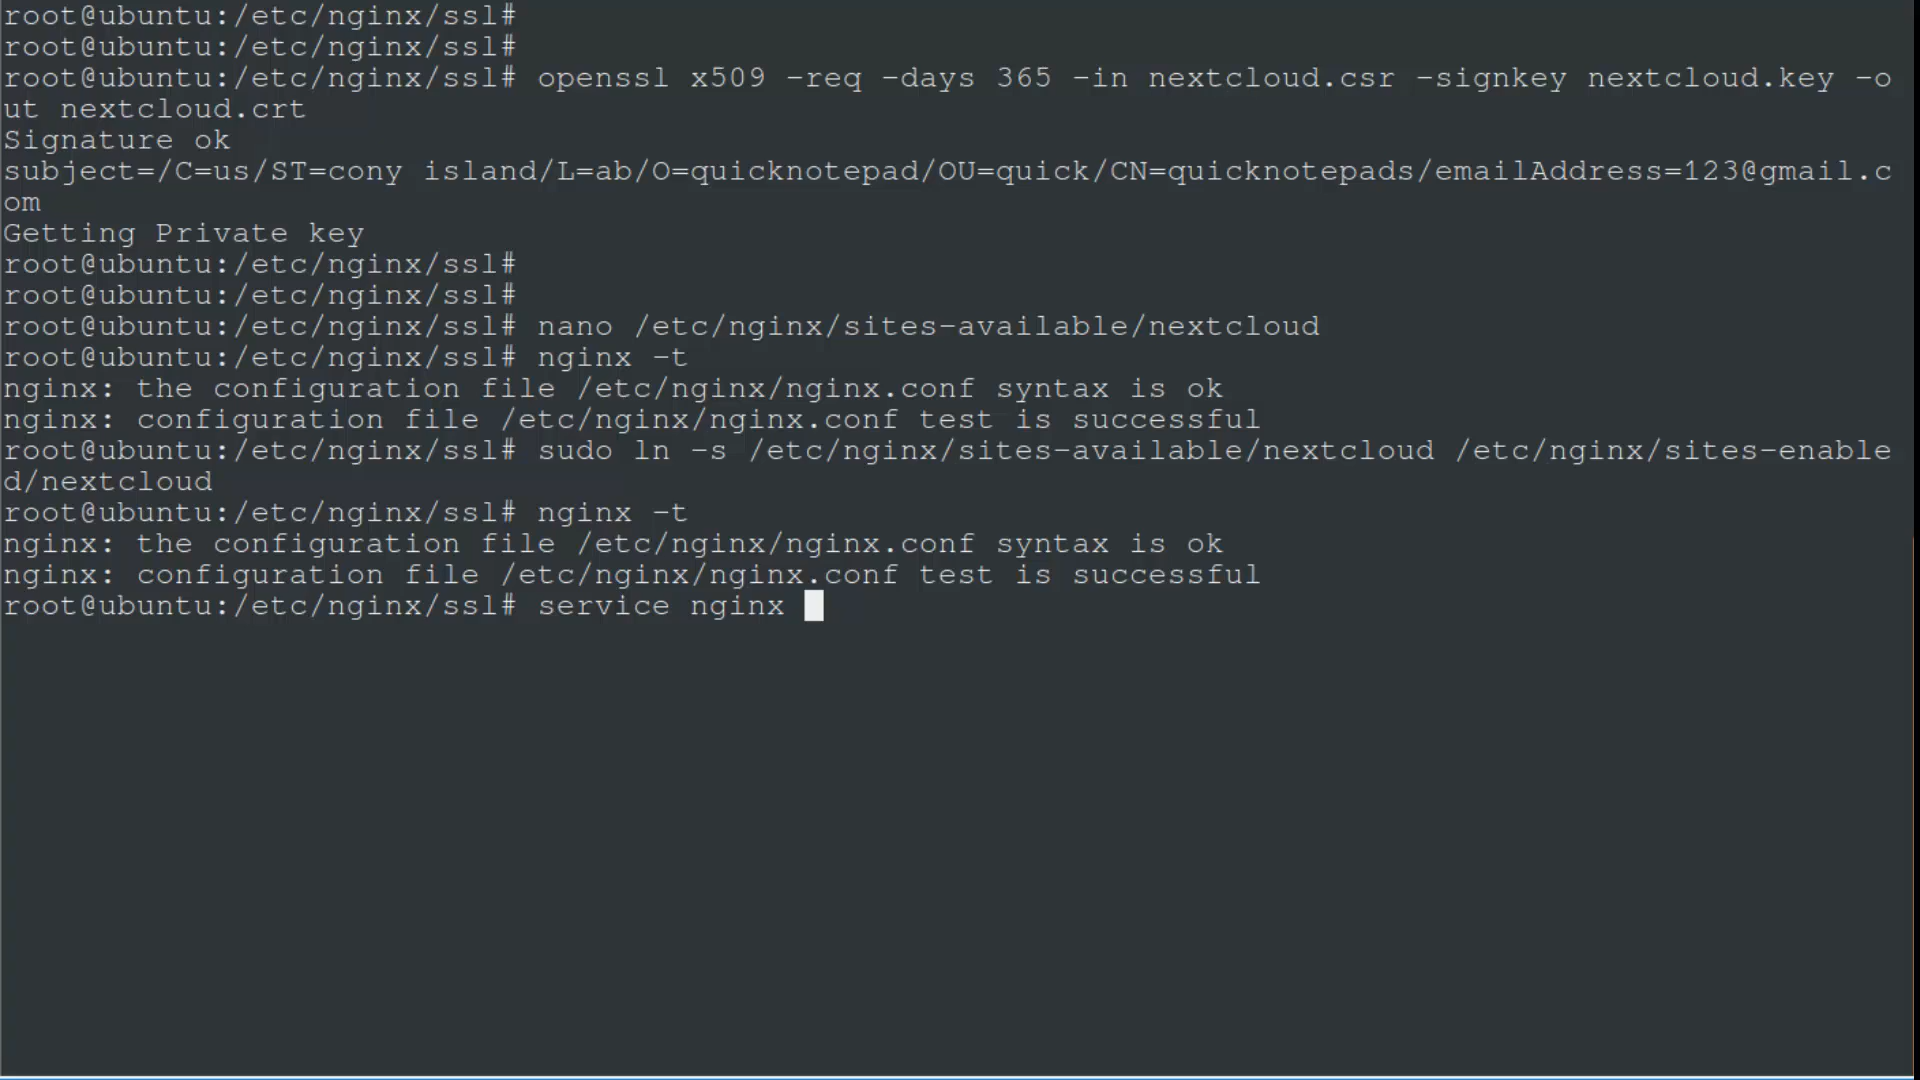 root@ubuntu:/etc/nginx/ssl#
root@ubuntu:/etc/nginx/ssl#
root@ubuntu:/etc/nginx/ssl# openssl x509 -req -days 365 -in nextcloud.csr -signkey nextcloud.key -o
ut nextcloud.crt
Signature ok
subject=/C=us/ST=cony island/L=ab/O=quicknotepad/OU=quick/CN=quicknotepads/emailAddress=123@gmail.c
om
Getting Private key
root@ubuntu:/etc/nginx/ssl#
root@ubuntu:/etc/nginx/ssl#
root@ubuntu:/etc/nginx/ssl# nano /etc/nginx/sites-available/nextcloud
root@ubuntu:/etc/nginx/ssl# nginx -t
nginx: the configuration file /etc/nginx/nginx.conf syntax is ok
nginx: configuration file /etc/nginx/nginx.conf test is successful
root@ubuntu:/etc/nginx/ssl# sudo ln -s /etc/nginx/sites-available/nextcloud /etc/nginx/sites-enable
d/nextcloud
root@ubuntu:/etc/nginx/ssl# nginx -t
nginx: the configuration file /etc/nginx/nginx.conf syntax is ok
nginx: configuration file /etc/nginx/nginx.conf test is successful
root@ubuntu:/etc/nginx/ssl# service nginx